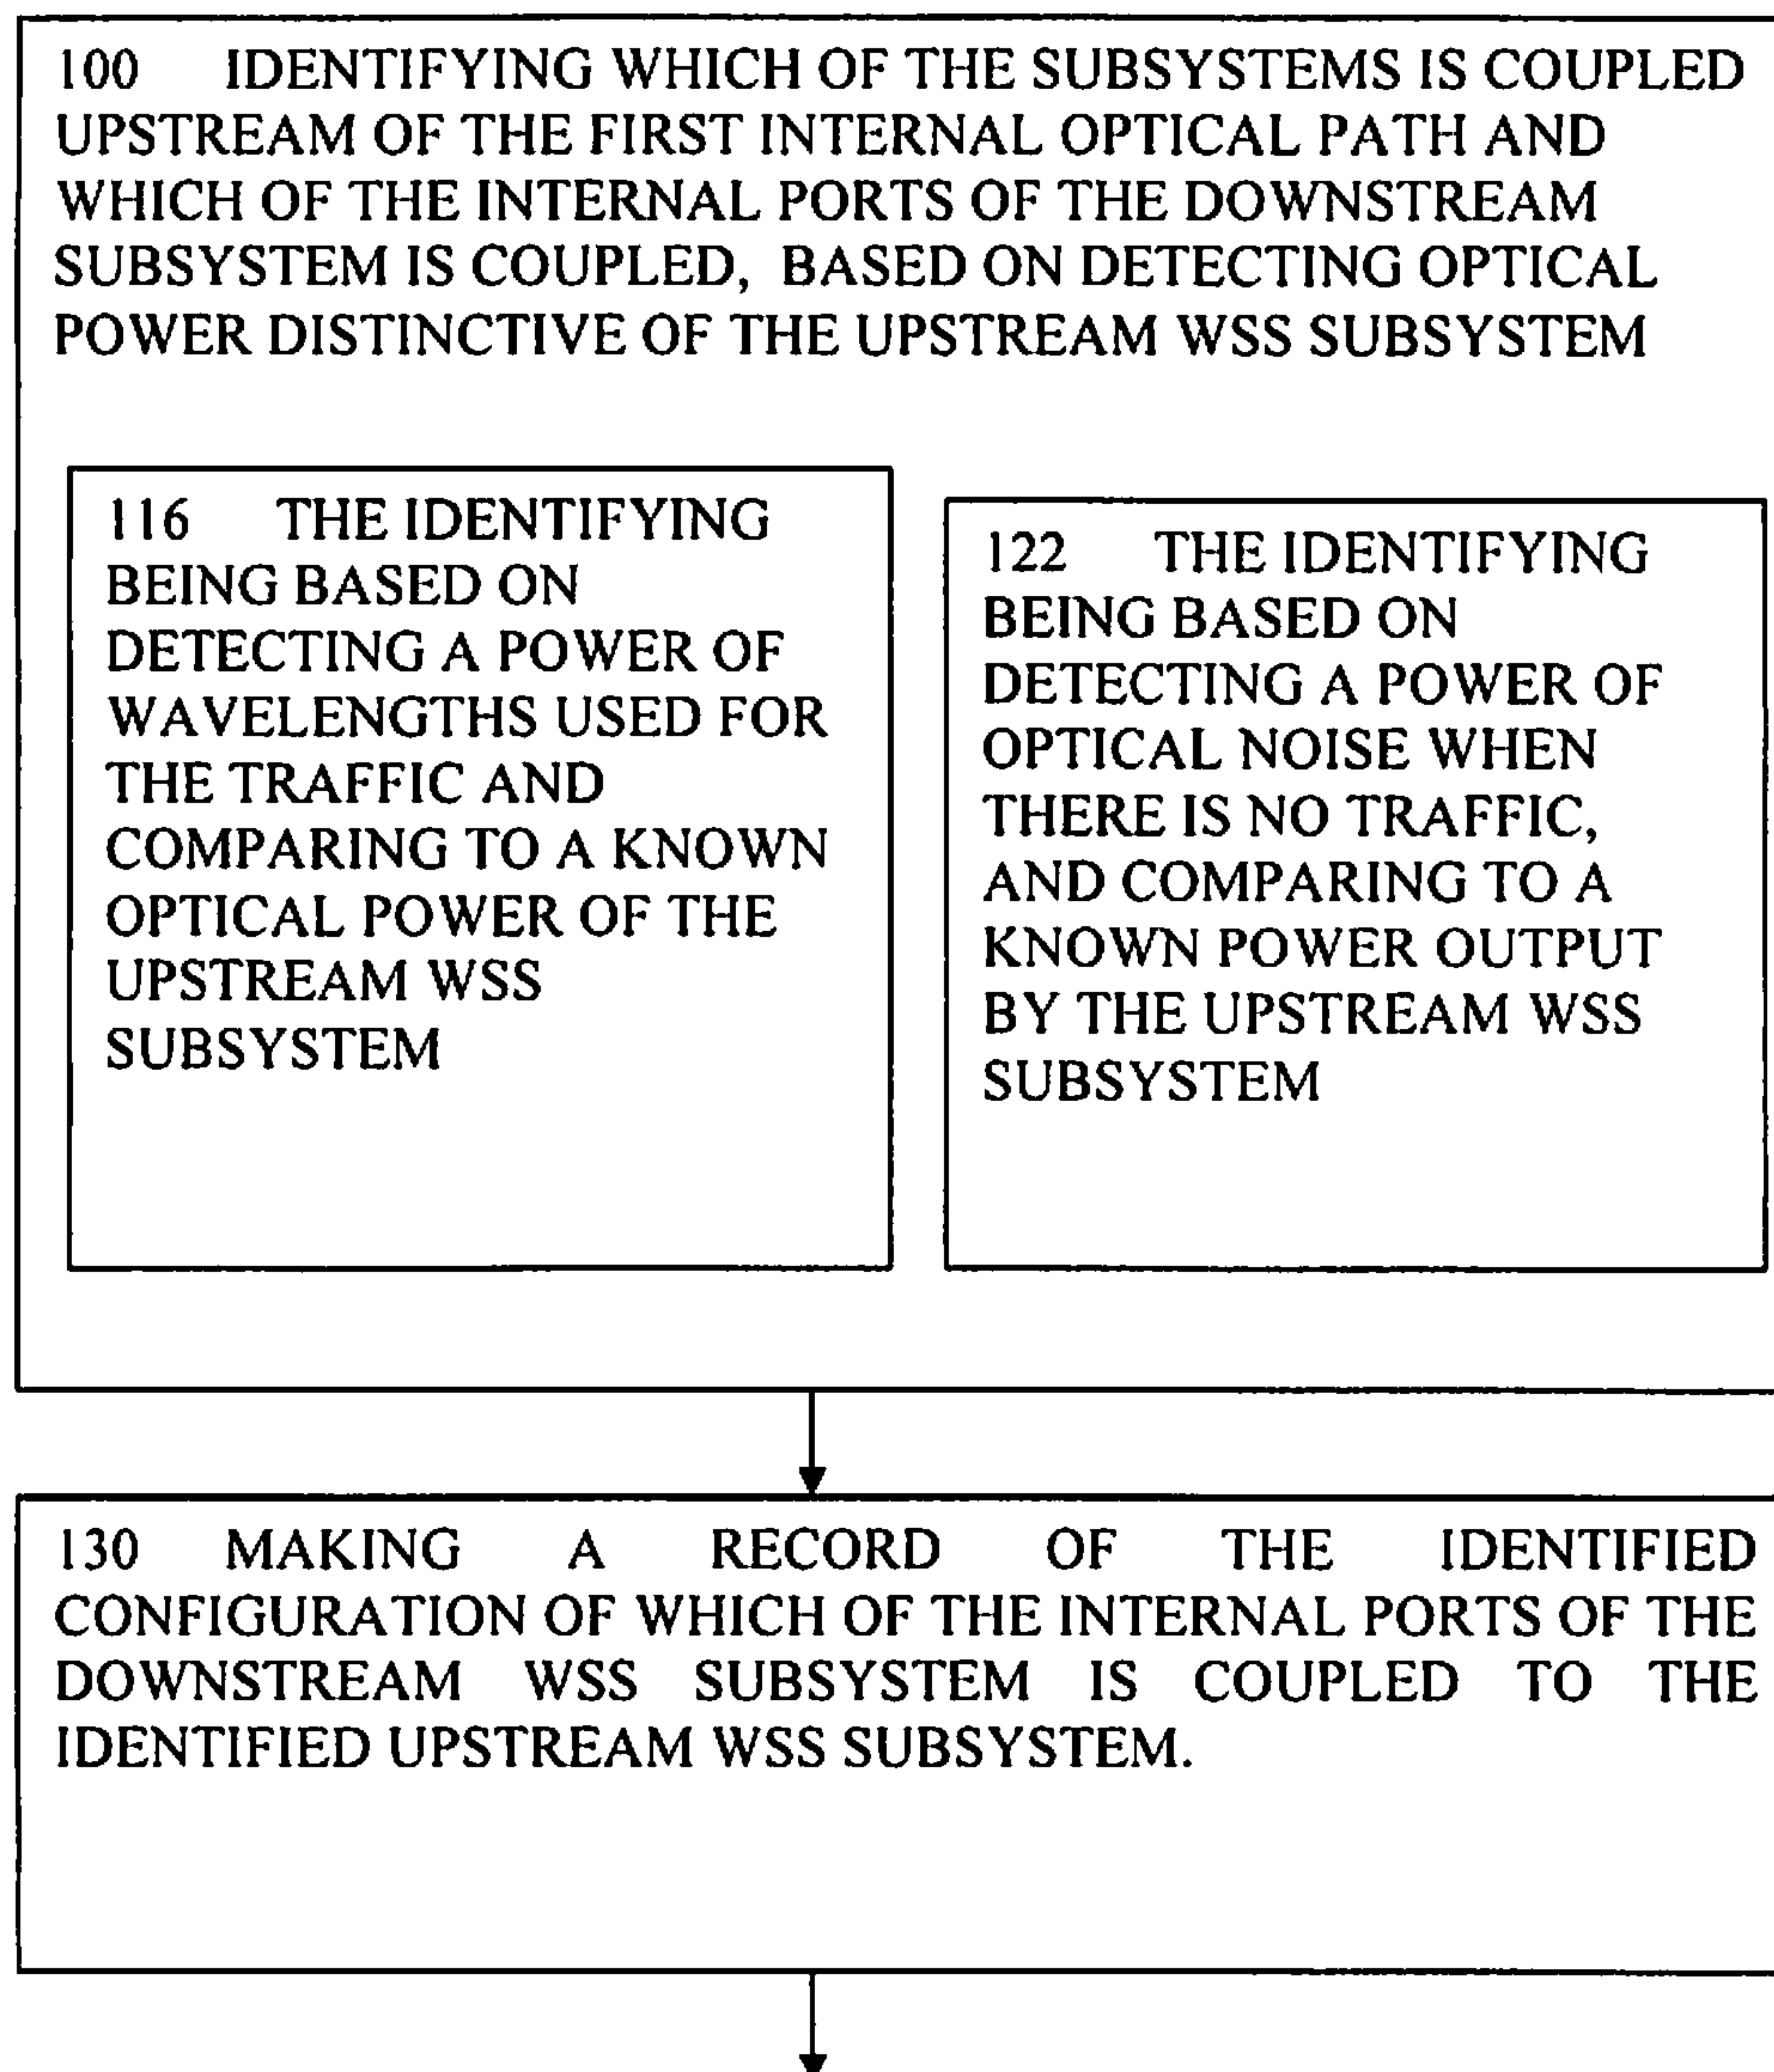 100 IDENTIFYING WHICH OF THE SUBSYSTEMS IS COUPLED
UPSTREAM OF THE FIRST INTERNAL OPTICAL PATH AND
WHICH OF THE INTERNAL PORTS OF THE DOWNSTREAM
SUBSYSTEM IS COUPLED, BASED ON DETECTING OPTICAL
POWER DISTINCTIVE OF THE UPSTREAM WSS SUBSYSTEM
116 THE IDENTIFYING
BEING BASED ON
DETECTING A POWER OF
WAVELENGTHS USED FOR
THE TRAFFIC AND
COMPARING TO A KNOWN
OPTICAL POWER OF THE
UPSTREAM WSS
SUBSYSTEM
122 THE IDENTIFYING
BEING BASED ON
DETECTING A POWER OF
OPTICAL NOISE WHEN
THERE IS NO TRAFFIC,
AND COMPARING TO A
KNOWN POWER OUTPUT
BY THE UPSTREAM WSS
SUBSYSTEM
130 MAKING A RECORD OF THE IDENTIFIED
CONFIGURATION OF WHICH OF THE INTERNAL PORTS OF THE
DOWNSTREAM WSS SUBSYSTEM IS COUPLED TO THE
IDENTIFIED UPSTREAM WSS SUBSYSTEM.